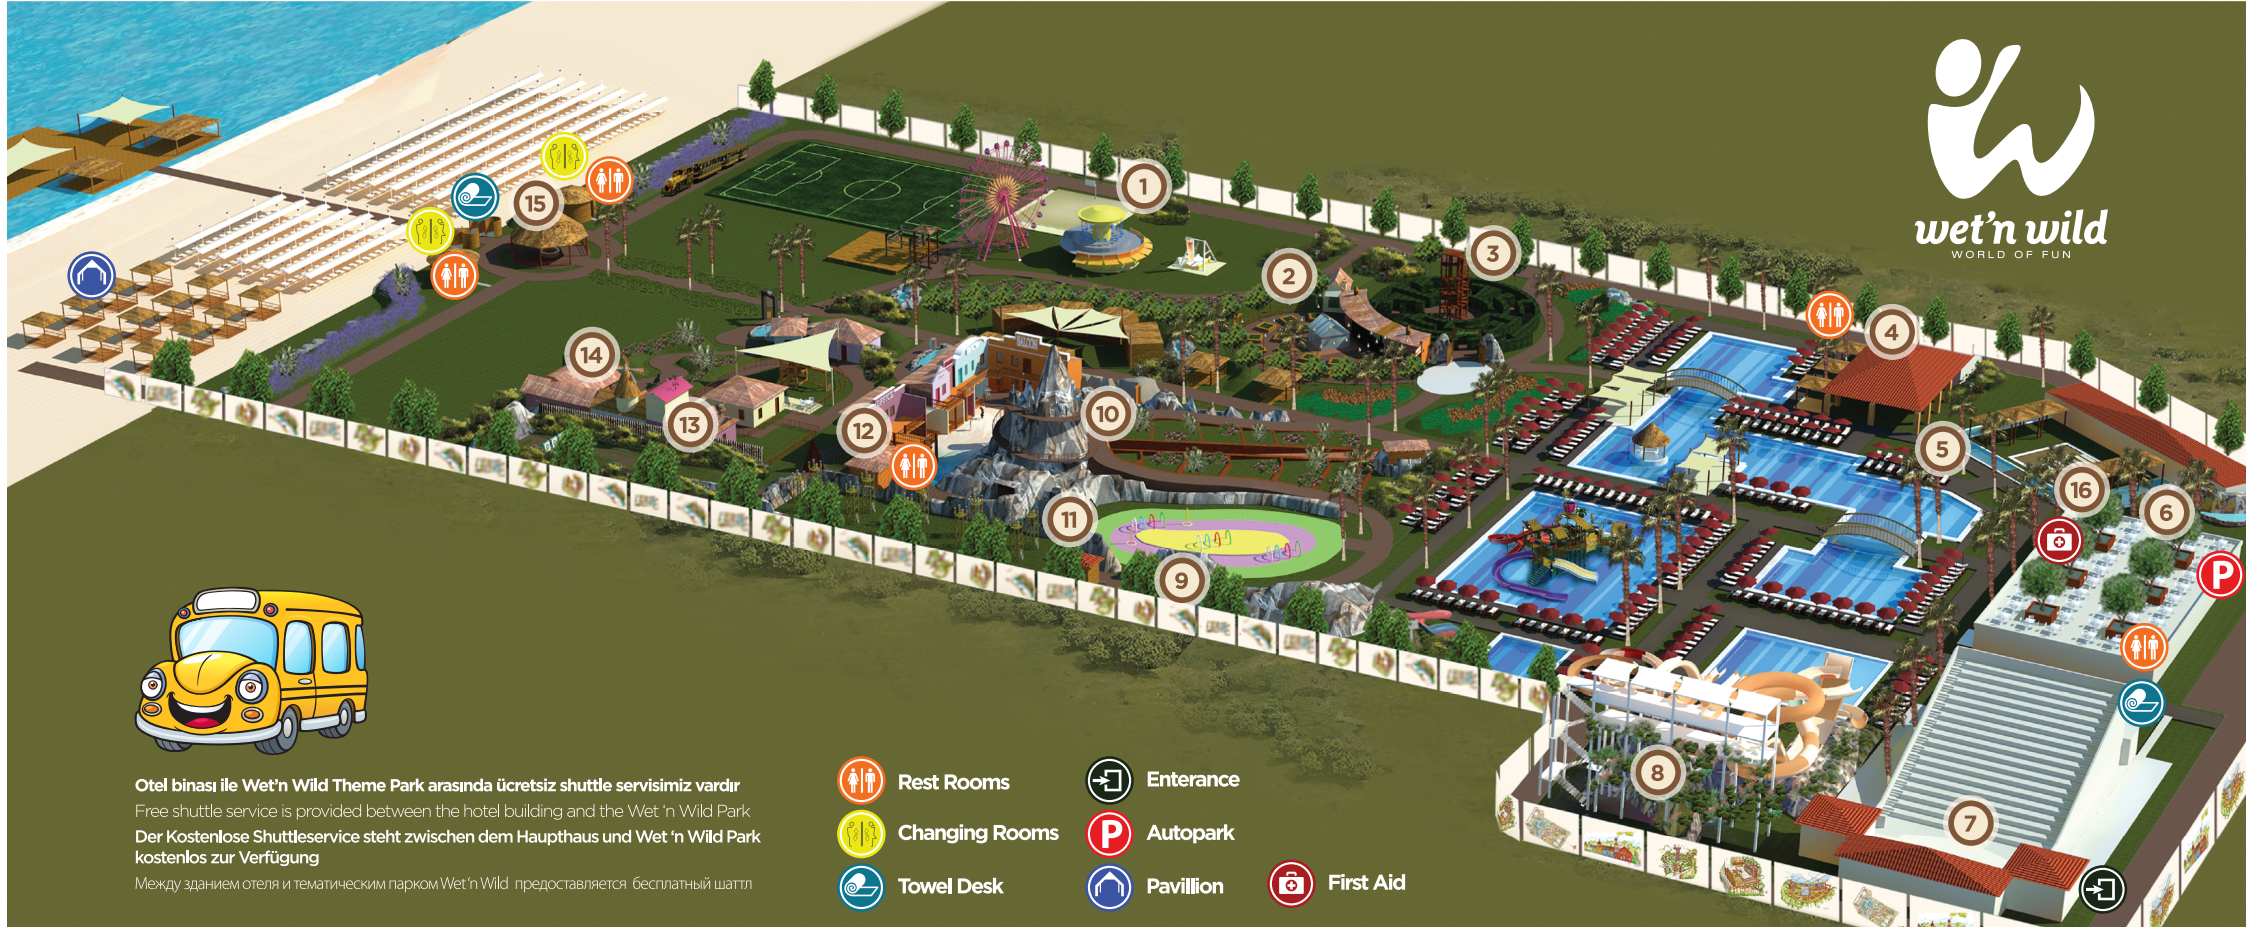 wet'n wild
WORLD OF FUN
1
2
3
15
14
4
13
12
10
5
16
6
11
9
P
8
7
Otel binası ile Wet'n Wild Theme Park arasında ücretsiz shuttle servisimiz vardır
Free shuttle service is provided between the hotel building and the Wet 'n Wild Park
Der Kostenlose Shuttleservice steht zwischen dem Haupthaus und Wet 'n Wild Park
kostenlos zur Verfügung
Между зданием отеля и тематическим парком Wet'n Wild предоставляется бесплатный шаттл
Rest Rooms
Changing Rooms
Towel Desk
Enterance
P Autopark
Pavillion
First Aid